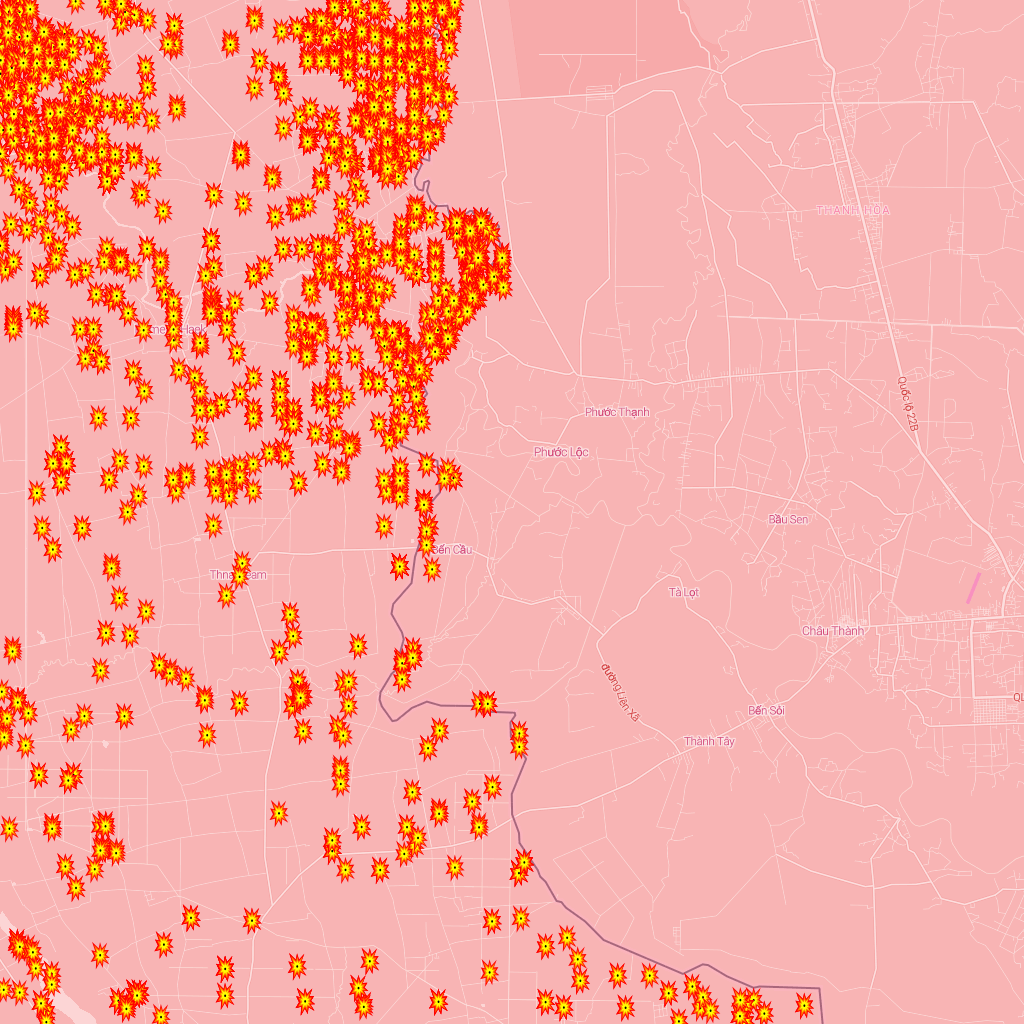 THANH HÒA
Quốc lộ 22B
Phước Thạnh
Phước Lộc
Bàu Sen
Bến Cầu
Tà Lọt
Châu Thành
đường Liên Xã
Bến Sỏi
Thành Tây